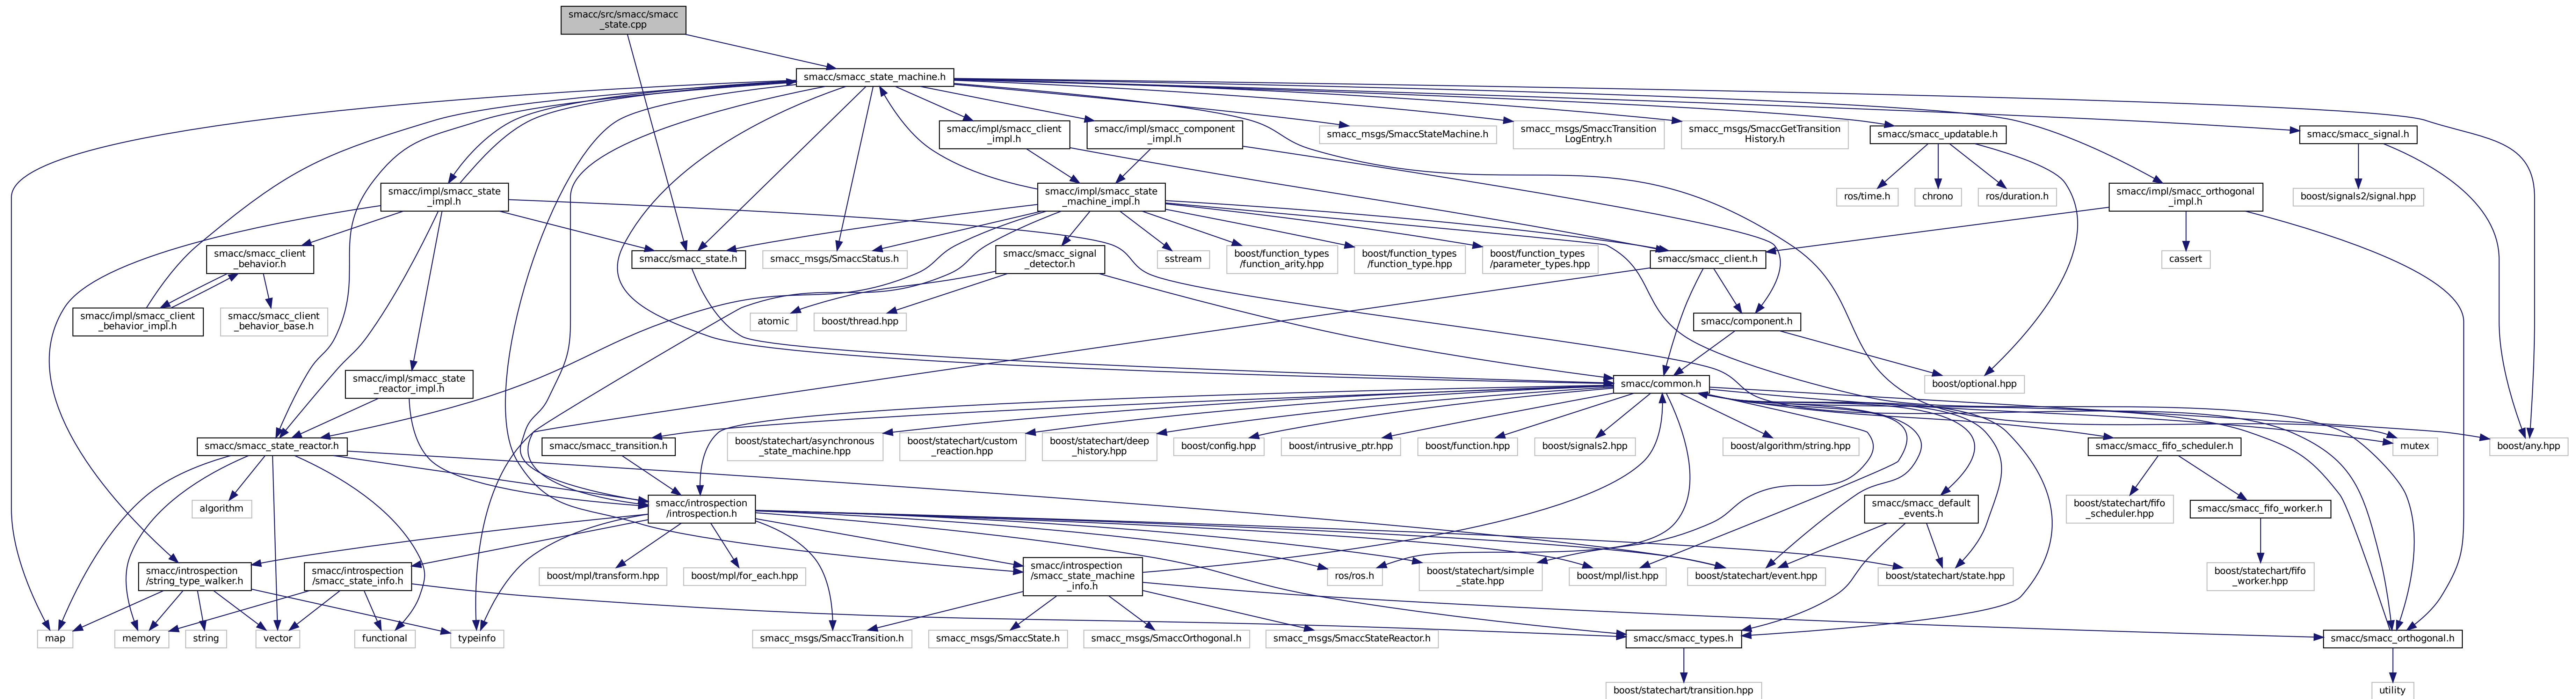 smacc/src/smacc/smacc
_state.cpp
smacc/smacc_state_machine.h
smacc/impl/smacc_client
_impl.h
smacc/impl/smacc_component
_impl.h
smacc_msgs/SmaccStateMachine.h
smacc_msgs/SmaccTransition
LogEntry.h
smacc_msgs/SmaccGetTransition
History.h
smacc/smacc_updatable.h
smacc/smacc_signal.h
smacc/impl/smacc_state
_impl.h
smacc/impl/smacc_state
_machine_impl.h
ros/time.h
chrono
ros/duration.h
smacc/impl/smacc_orthogonal
_impl.h
boost/signals2/signal.hpp
smacc/smacc_client
_behavior.h
smacc/smacc_state.h
smacc_msgs/SmaccStatus.h
smacc/smacc_signal
_detector.h
sstream
boost/function_types
/function_arity.hpp
boost/function_types
/function_type.hpp
boost/function_types
/parameter_types.hpp
smacc/smacc_client.h
cassert
smacc/impl/smacc_client
_behavior_impl.h
smacc/smacc_client
_behavior_base.h
atomic
boost/thread.hpp
smacc/component.h
smacc/impl/smacc_state
_reactor_impl.h
smacc/common.h
boost/optional.hpp
smacc/smacc_state_reactor.h
smacc/smacc_transition.h
boost/statechart/asynchronous
_state_machine.hpp
boost/statechart/custom
_reaction.hpp
boost/statechart/deep
_history.hpp
boost/config.hpp
boost/intrusive_ptr.hpp
boost/function.hpp
boost/signals2.hpp
boost/algorithm/string.hpp
smacc/smacc_fifo_scheduler.h
mutex
boost/any.hpp
algorithm
smacc/introspection
/introspection.h
smacc/smacc_default
_events.h
boost/statechart/fifo
_scheduler.hpp
smacc/smacc_fifo_worker.h
smacc/introspection
/string_type_walker.h
smacc/introspection
/smacc_state_info.h
boost/mpl/transform.hpp
boost/mpl/for_each.hpp
smacc/introspection
/smacc_state_machine
_info.h
ros/ros.h
boost/statechart/simple
_state.hpp
boost/mpl/list.hpp
boost/statechart/event.hpp
boost/statechart/state.hpp
boost/statechart/fifo
_worker.hpp
map
memory
string
vector
functional
typeinfo
smacc_msgs/SmaccTransition.h
smacc_msgs/SmaccState.h
smacc_msgs/SmaccOrthogonal.h
smacc_msgs/SmaccStateReactor.h
smacc/smacc_types.h
smacc/smacc_orthogonal.h
boost/statechart/transition.hpp
utility